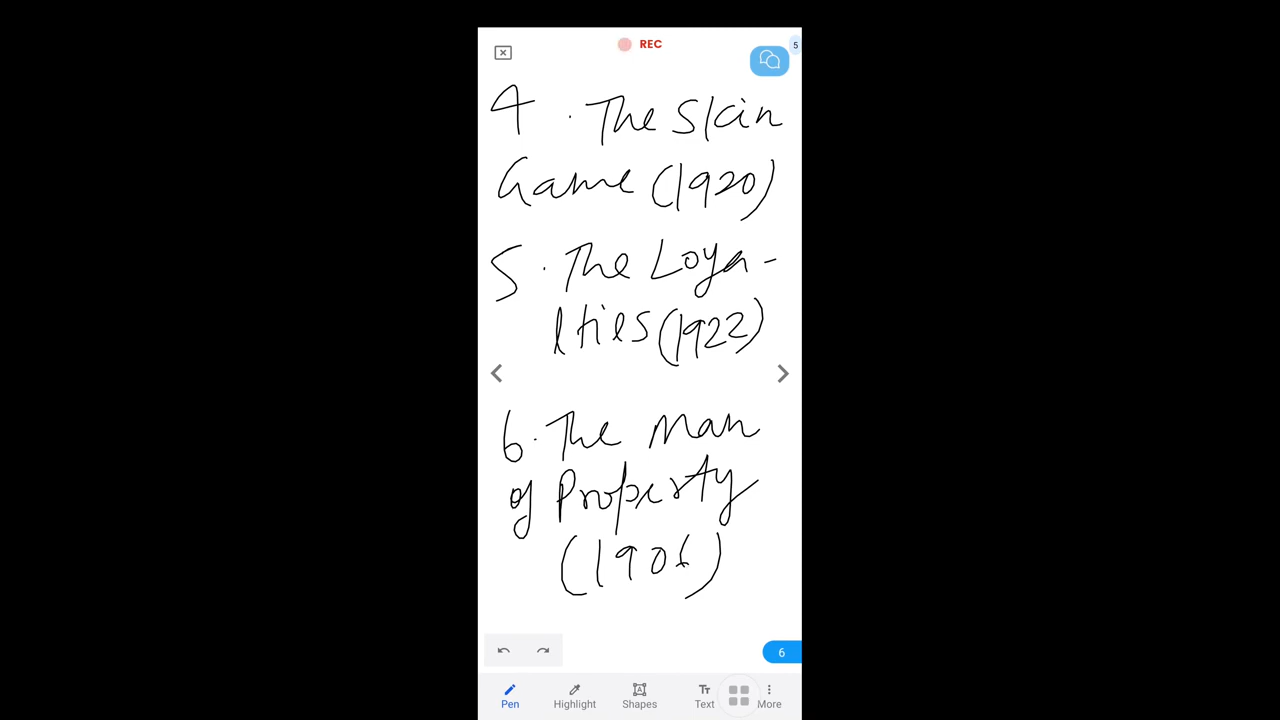 REC
5
4 . The Skin
Game (1920)
5 . The Loya-
lties (1922)
6 . The Man
of Property
(1906)
6
Pen Highlight Shapes Text More